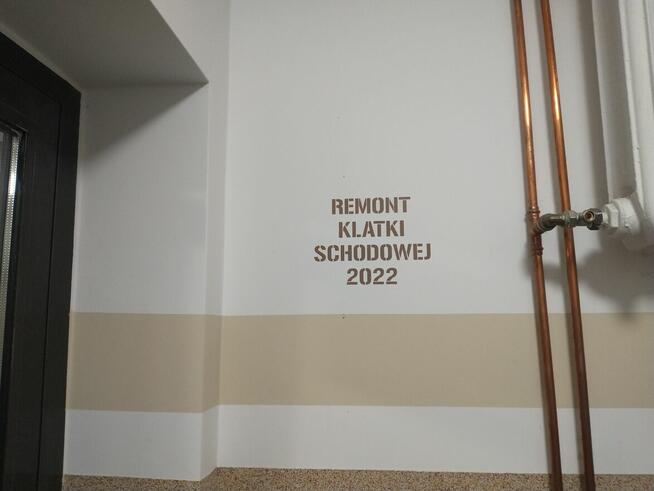 REMONT
KLATKI
SCHODOWEJ
2022